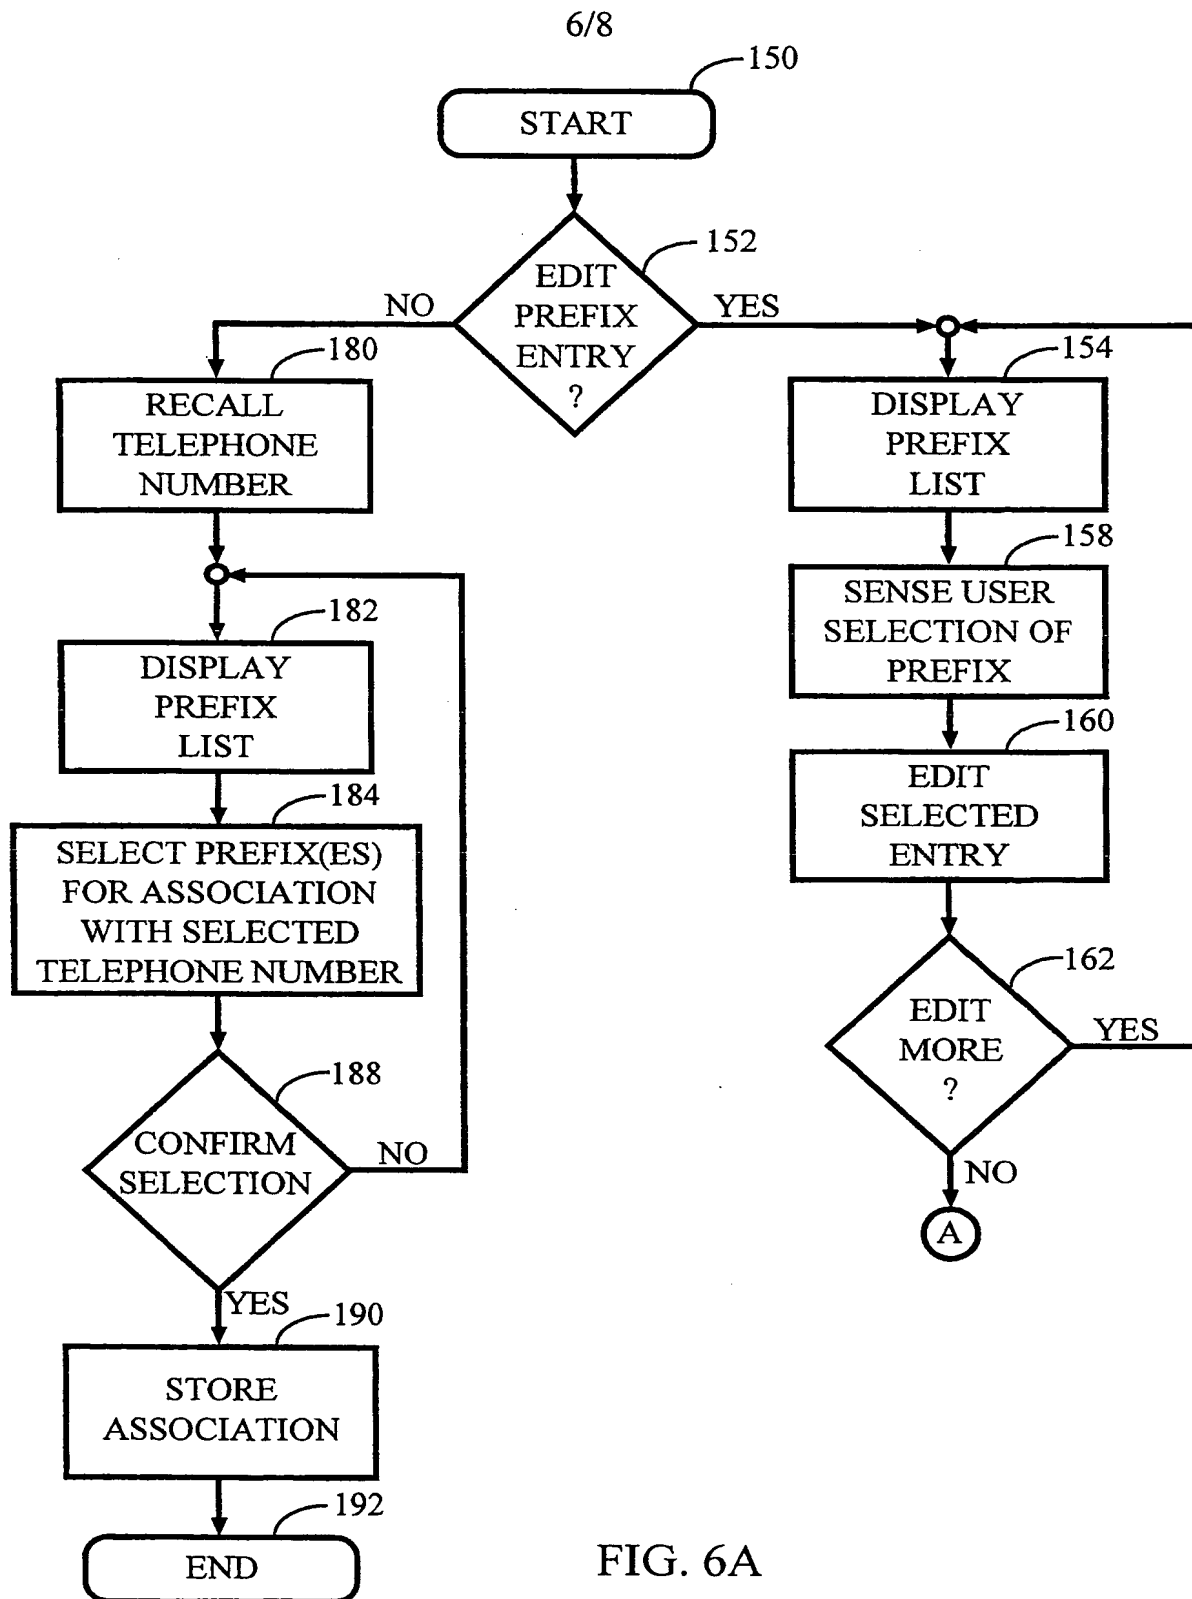 6/8
150
START
152
EDIT
PREFIX
ENTRY
?
NO
YES
180
RECALL
TELEPHONE
NUMBER
182
DISPLAY
PREFIX
LIST
184
SELECT PREFIX(ES)
FOR ASSOCIATION
WITH SELECTED
TELEPHONE NUMBER
188
CONFIRM
SELECTION
NO
YES
190
STORE
ASSOCIATION
192
END
154
DISPLAY
PREFIX
LIST
158
SENSE USER
SELECTION OF
PREFIX
160
EDIT
SELECTED
ENTRY
162
EDIT
MORE
?
YES
NO
A
FIG. 6A